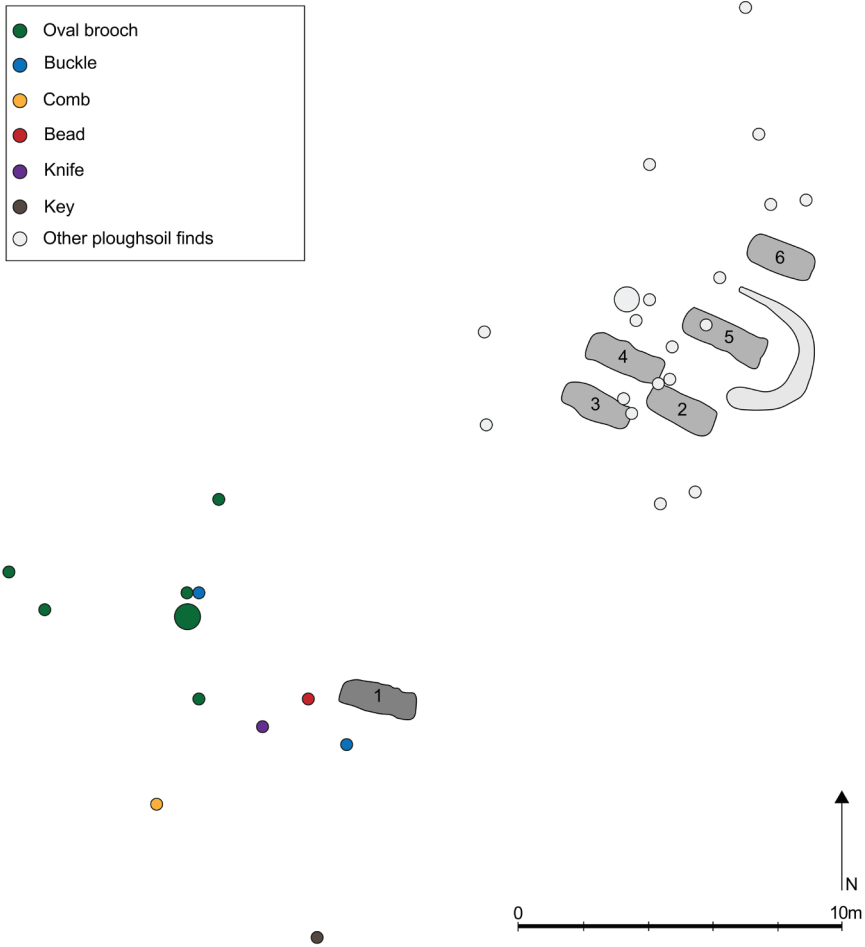 Oval brooch
Buckle
Comb
Bead
Knife
Key
Other ploughsoil finds
6
5
4
3
2
1
N
0 10m